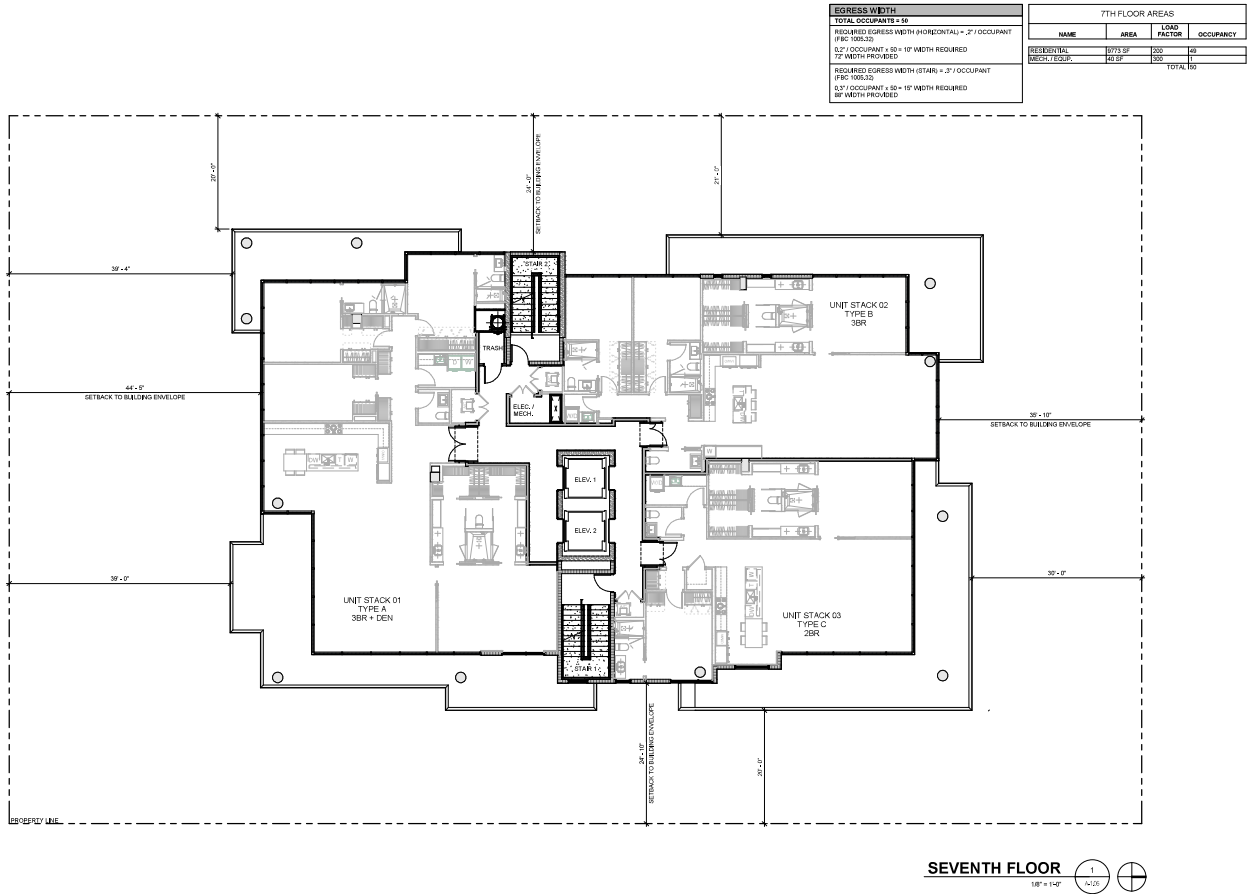 EGRESS WIDTH
TOTAL OCCUPANTS = 50
REQUIRED EGRESS WIDTH (HORIZONTAL) = .2" / OCCUPANT
(FBC 1005.32)
0.2" / OCCUPANT x 50 = 10" WIDTH REQUIRED
72" WIDTH PROVIDED
REQUIRED EGRESS WIDTH (STAIR) = .3" / OCCUPANT
(FBC 1005.32)
0.3" / OCCUPANT x 50 = 15" WIDTH REQUIRED
88" WIDTH PROVIDED
7TH FLOOR AREAS
NAME AREA LOAD FACTOR OCCUPANCY
RESIDENTIAL 9773 SF 200 49
MECH. / EQUIP. 40 SF 300 1
TOTAL 50
20' - 0"
24' - 0"
SETBACK TO BUILDING ENVELOPE
21' - 0"
39' - 4"
STAIR 2
UNIT STACK 02
TYPE B
3BR
TRASH
D W
44' - 5"
SETBACK TO BUILDING ENVELOPE
ELEC. /
MECH.
35' - 10"
SETBACK TO BUILDING ENVELOPE
DW T W
W
ELEV. 1
ELEV. 2
39' - 0"
30' - 0"
UNIT STACK 01
TYPE A
3BR + DEN
UNIT STACK 03
TYPE C
2BR
STAIR 1
24' - 10"
SETBACK TO BUILDING ENVELOPE
20' - 0"
PROPERTY LINE
SEVENTH FLOOR
1/8" = 1'-0"
1